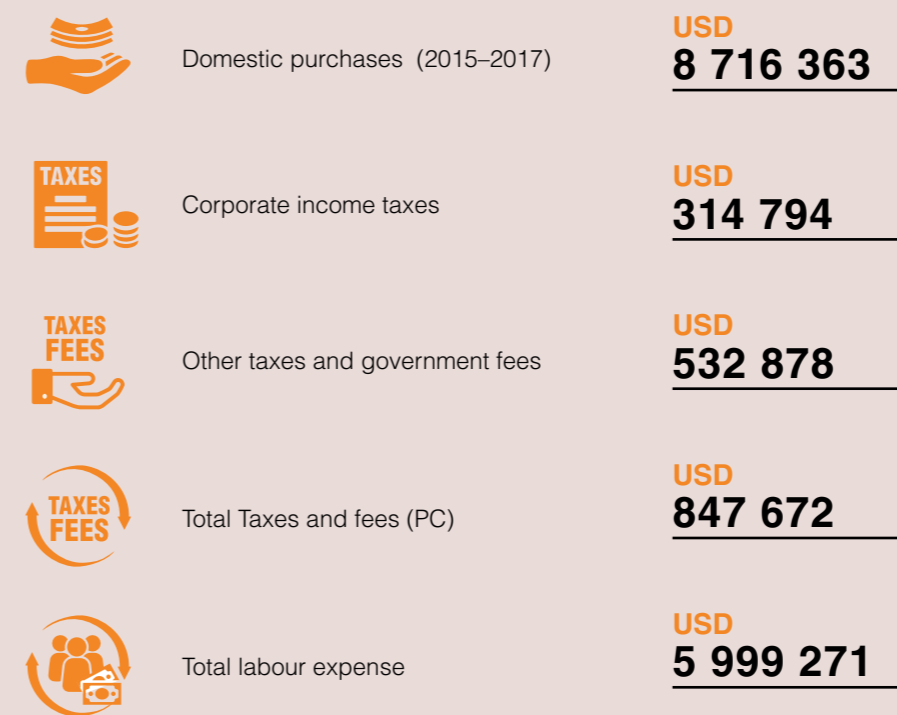 Domestic purchases (2015–2017)
USD
8 716 363
TAXES
Corporate income taxes
USD
314 794
TAXES
FEES
Other taxes and government fees
USD
532 878
TAXES
FEES
Total Taxes and fees (PC)
USD
847 672
Total labour expense
USD
5 999 271